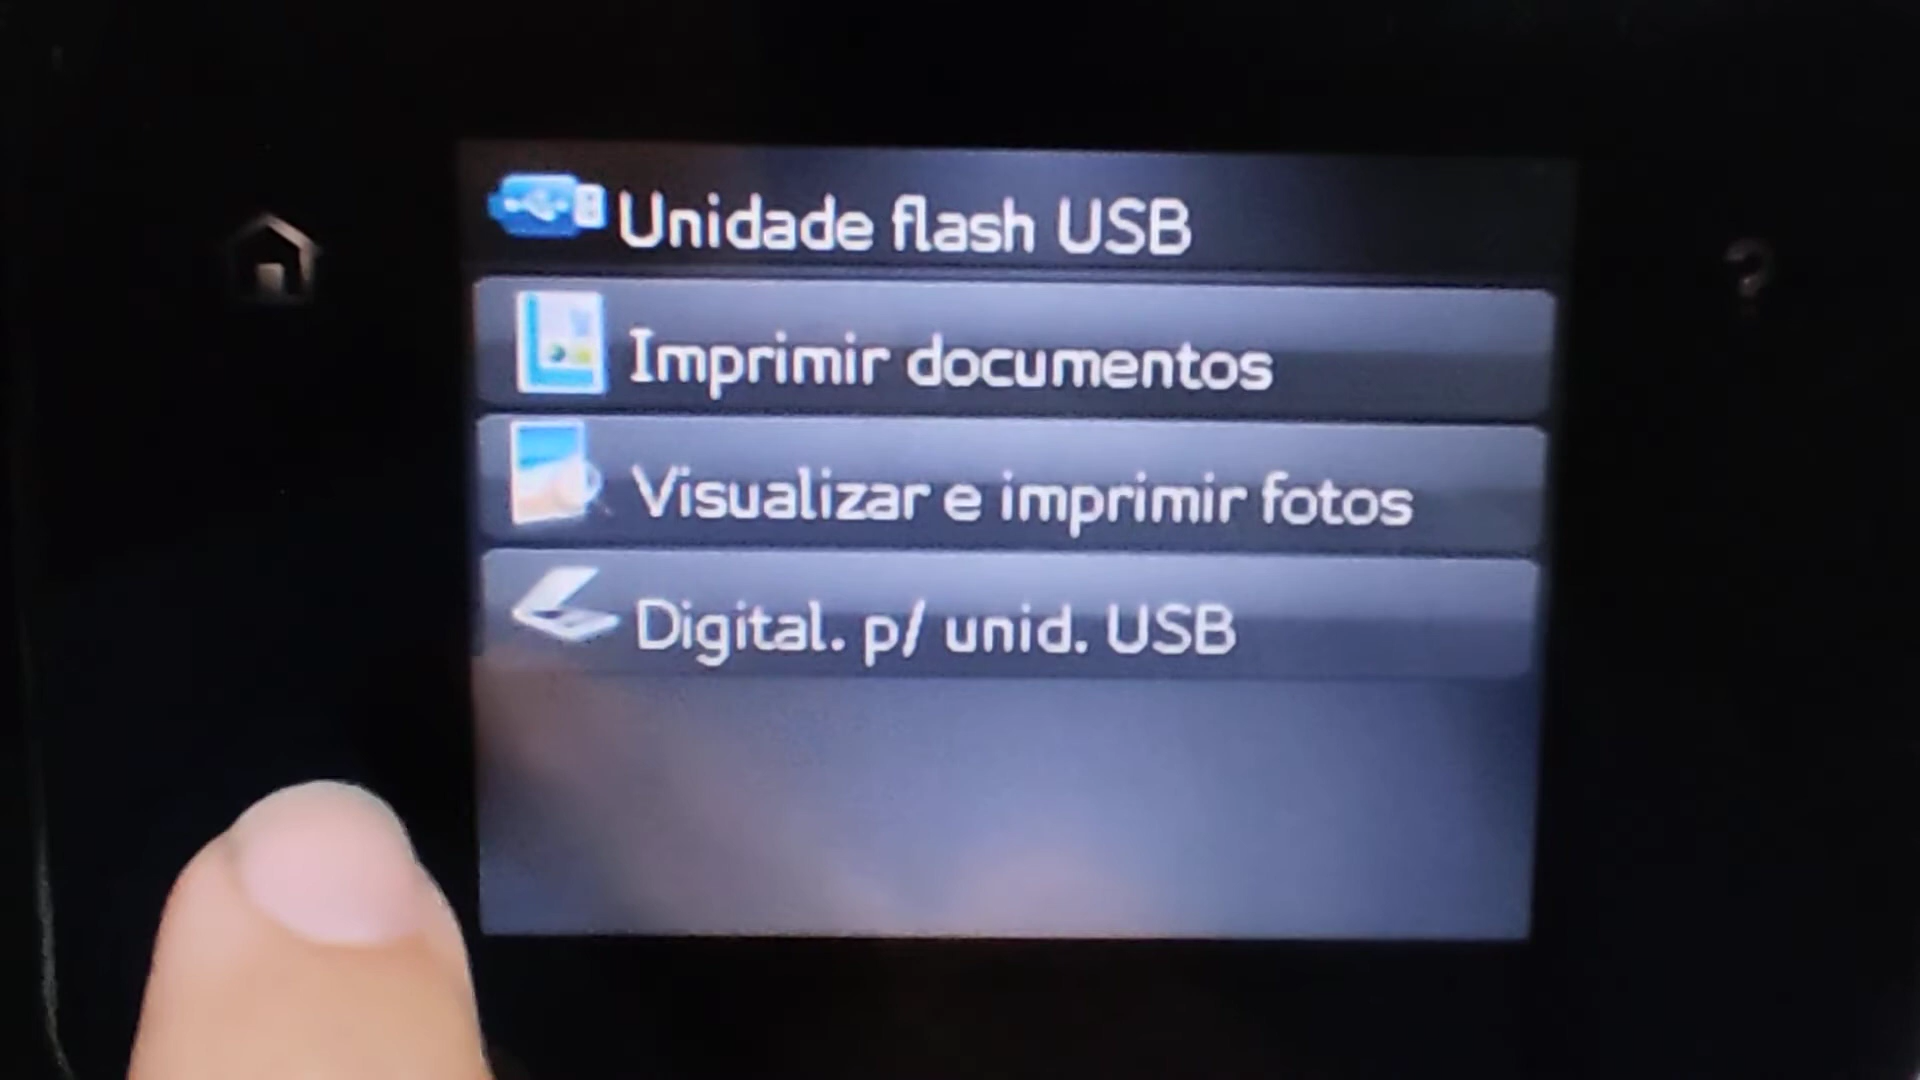 Unidade flash USB
Imprimir documentos
Visualizar e imprimir fotos
Digital. p/ unid. USB
?